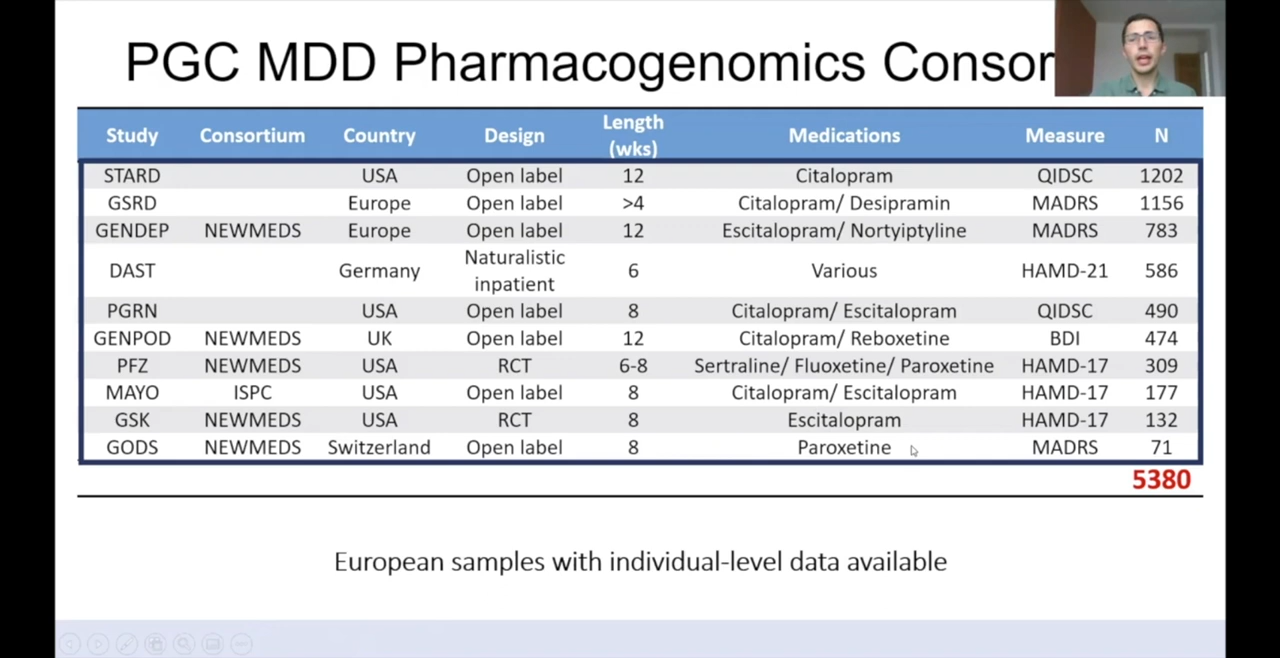 PGC MDD Pharmacogenomics Consor
Study Consortium Country Design Length (wks) Medications Measure N
STARD USA Open label 12 Citalopram QIDSC 1202
GSRD Europe Open label >4 Citalopram/ Desipramin MADRS 1156
GENDEP NEWMEDS Europe Open label 12 Escitalopram/ Nortyiptyline MADRS 783
DAST Germany Naturalistic inpatient 6 Various HAMD-21 586
PGRN USA Open label 8 Citalopram/ Escitalopram QIDSC 490
GENPOD NEWMEDS UK Open label 12 Citalopram/ Reboxetine BDI 474
PFZ NEWMEDS USA RCT 6-8 Sertraline/ Fluoxetine/ Paroxetine HAMD-17 309
MAYO ISPC USA Open label 8 Citalopram/ Escitalopram HAMD-17 177
GSK NEWMEDS USA RCT 8 Escitalopram HAMD-17 132
GODS NEWMEDS Switzerland Open label 8 Paroxetine MADRS 71
5380
European samples with individual-level data available